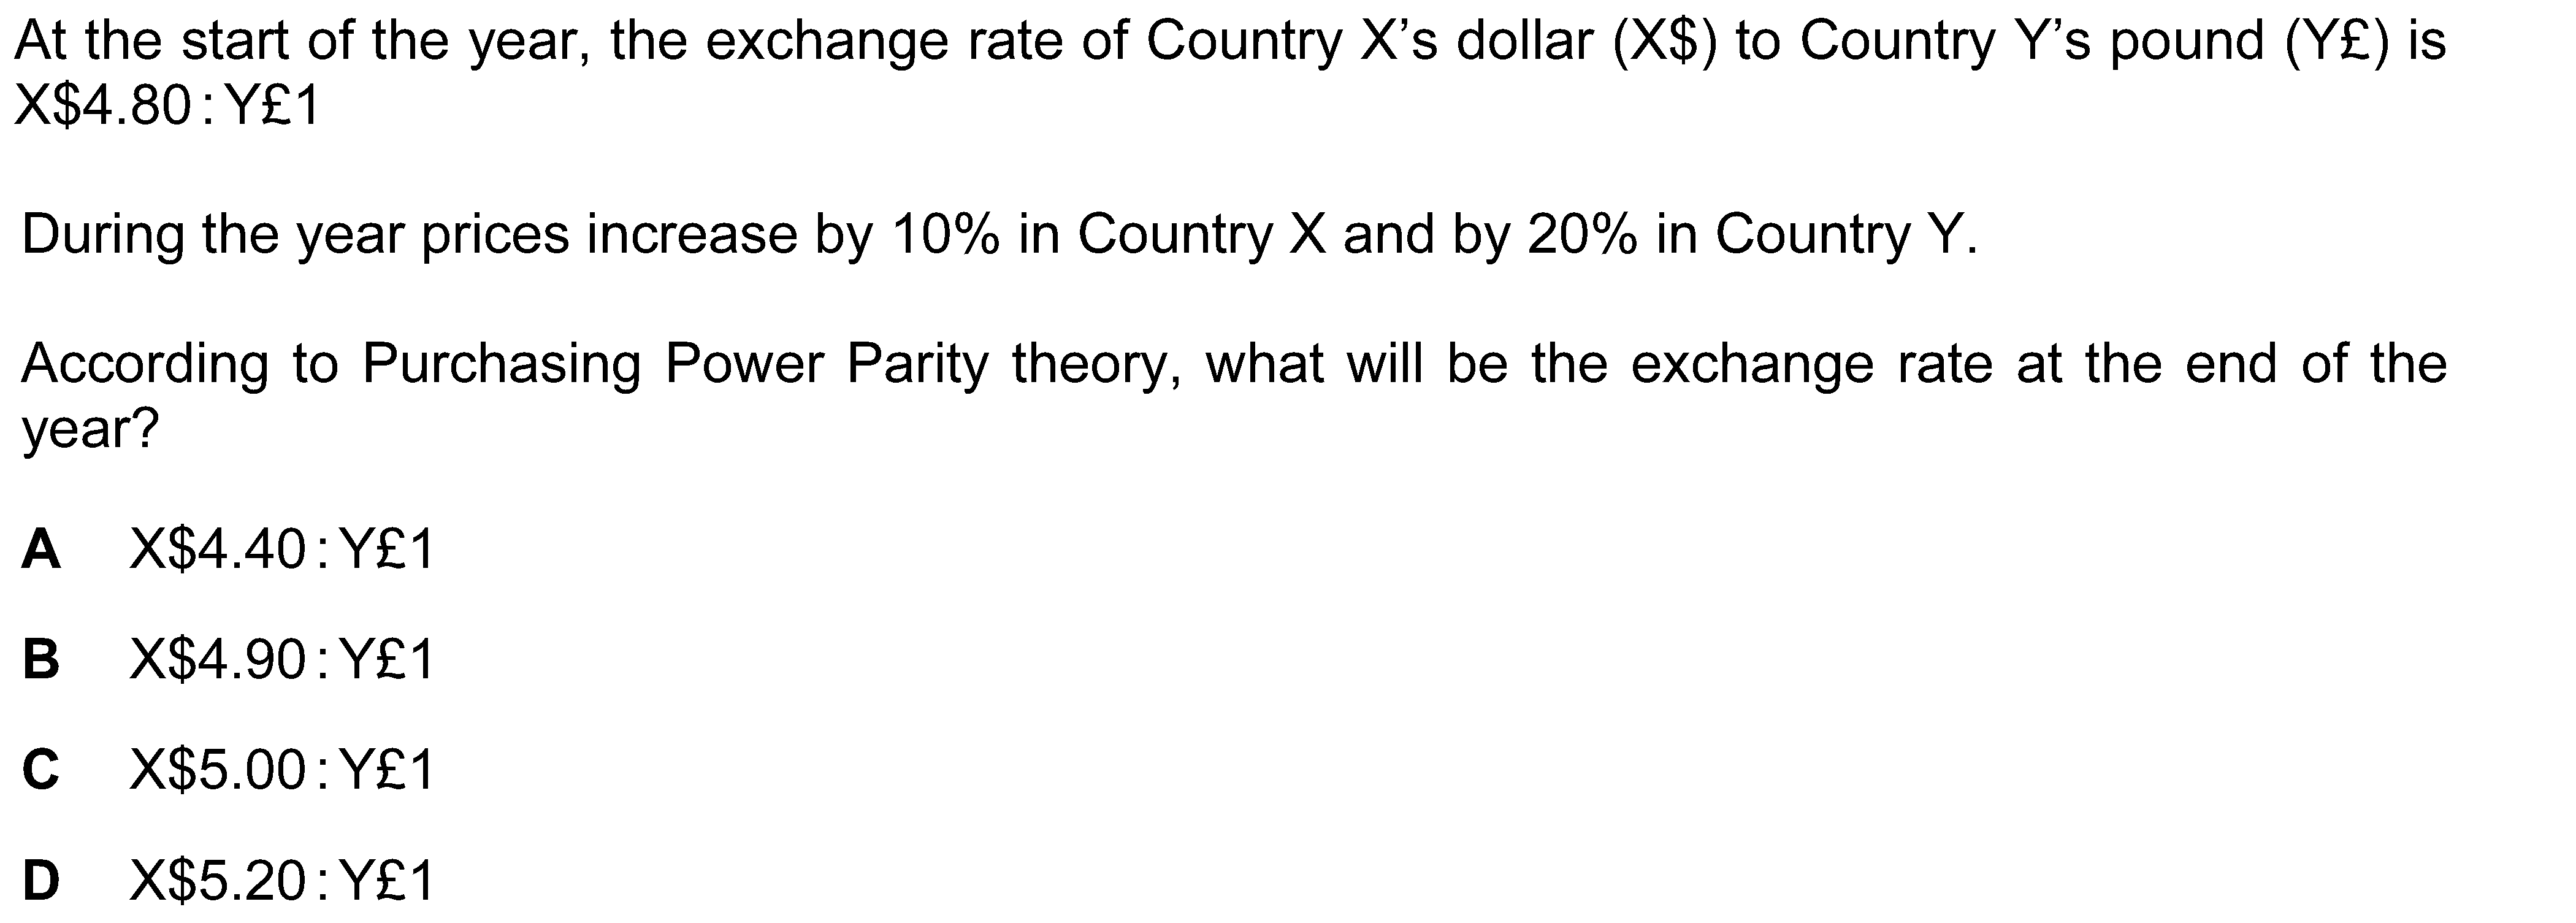 At the start of the year, the exchange rate of Country X’s dollar (X$) to Country Y’s pound (Y£) is
X$4.80 : Y£1
During the year prices increase by 10% in Country X and by 20% in Country Y.
According to Purchasing Power Parity theory, what will be the exchange rate at the end of the
year?
A X$4.40 : Y£1
B X$4.90 : Y£1
C X$5.00 : Y£1
D X$5.20 : Y£1